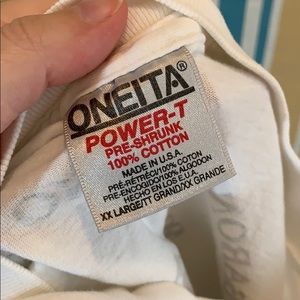 ONEITA®
POWER-T
PRE-SHRUNK
100% COTTON
MADE IN U.S.A.
PRÉ-RÉTRÉCI/100% COTON
PRE-ENCOGIDO/100% ALGODON
HECHO EN LOS E.U.A.
XX LARGE/TT GRAND/XX GRANDE